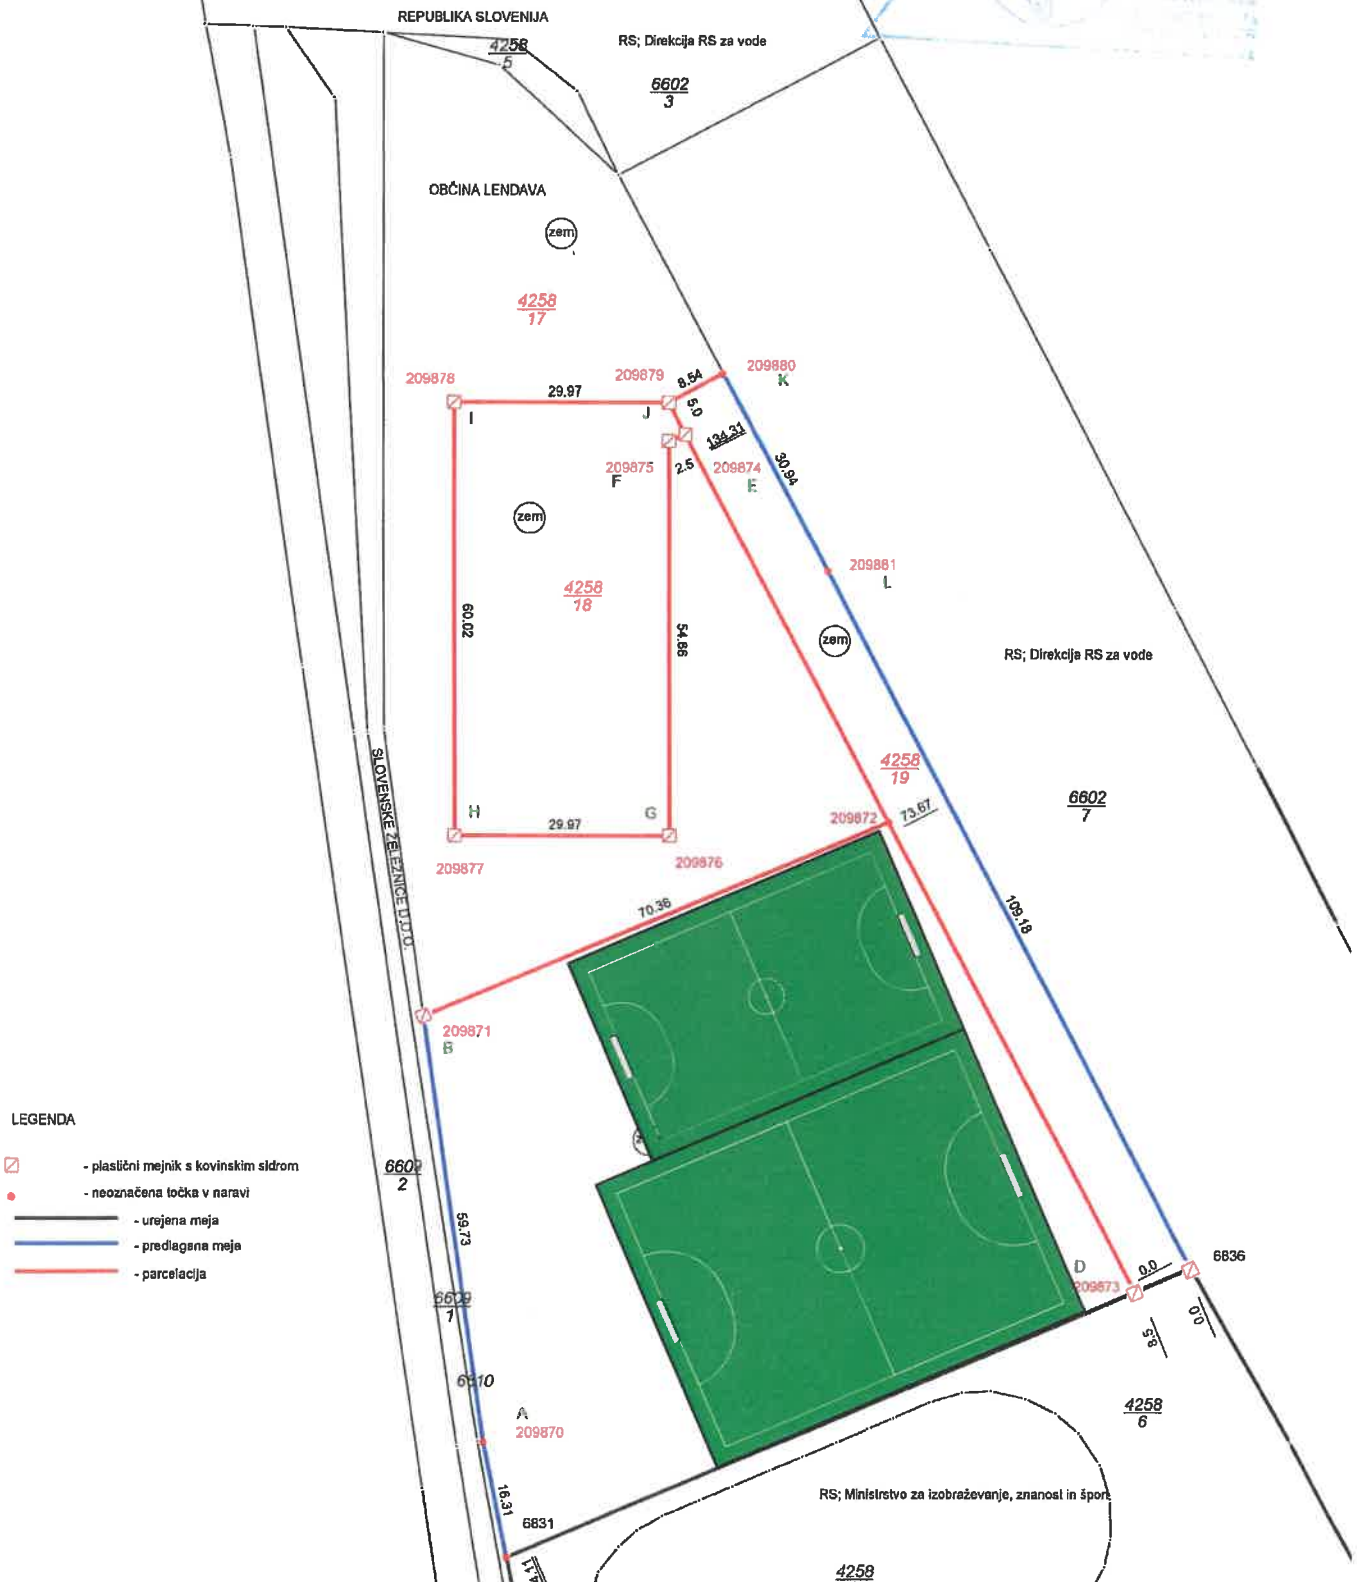 REPUBLIKA SLOVENIJA
4258
5
RS; Direkcija RS za vode
6602
3
OBČINA LENDAVA
zem
4258
17
209878
29.97
209879
8.54
209880
K
I
J
5.0
134.31
209875
2.5
209874
F
E
30.94
zem
209881
L
4258
18
60.02
54.66
zem
RS; Direkcija RS za vode
SLOVENSKE ŽELEZNICE D.O.O.
4258
19
6602
7
H
29.97
G
209872
73.67
209877
209876
70.36
109.18
209871
B
LEGENDA
- plastični mejnik s kovinskim sidrom
- neoznačena točka v naravi
- urejena meja
- predlagana meja
- parcelacija
6602
2
59.73
6609
1
6836
D
0.0
209873
0.0
8.5
6810
A
209870
4258
6
16.31
RS; Ministrstvo za izobraževanje, znanost in šport
6831
4258